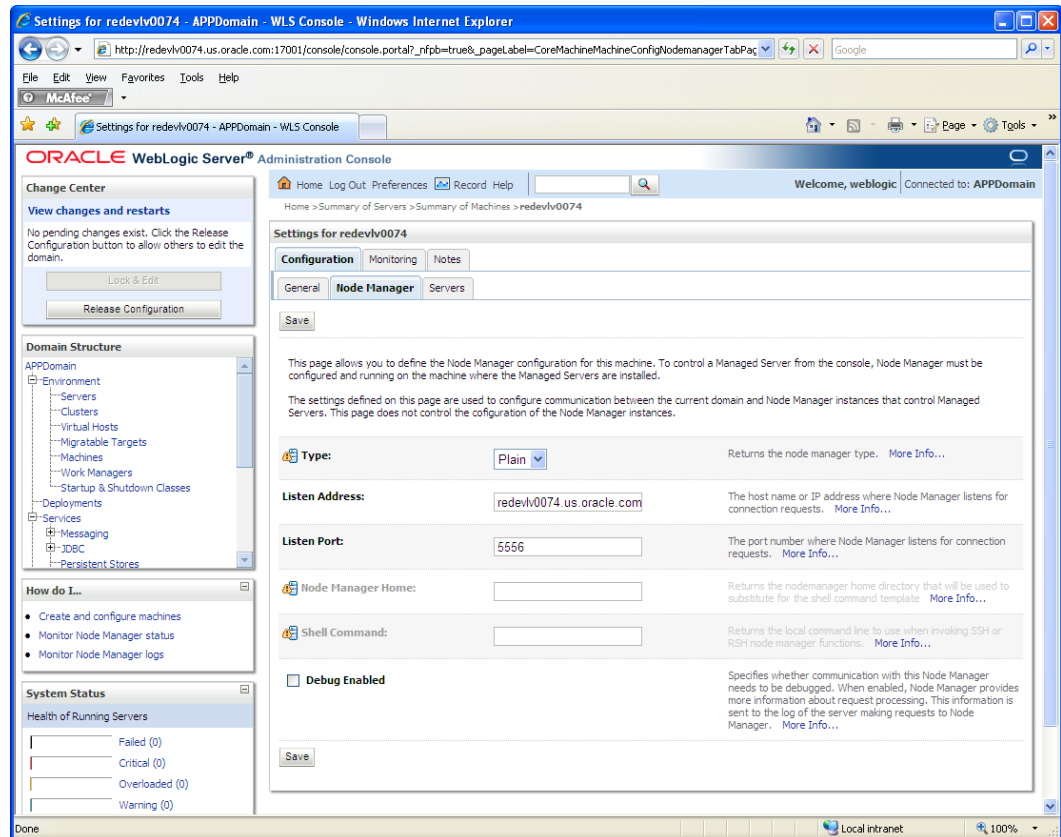 Settings for redevlv0074 - APPDomain - WLS Console - Windows Internet Explorer
http://redevlv0074.us.oracle.com:17001/console/console.portal?_nfpb=true&_pageLabel=CoreMachineMachineConfigNodemanagerTabPag
Google
File Edit View Favorites Tools Help
McAfee
Settings for redevlv0074 - APPDomain - WLS Console
Page Tools
ORACLE WebLogic Server® Administration Console
Change Center
View changes and restarts
No pending changes exist. Click the Release
Configuration button to allow others to edit the
domain.
Lock & Edit
Release Configuration
Domain Structure
APPDomain
Environment
Servers
Clusters
Virtual Hosts
Migratable Targets
Machines
Work Managers
Startup & Shutdown Classes
Deployments
Services
Messaging
JDBC
Persistent Stores
How do I...
Create and configure machines
Monitor Node Manager status
Monitor Node Manager logs
System Status
Health of Running Servers
Failed (0)
Critical (0)
Overloaded (0)
Warning (0)
Home Log Out Preferences Record Help
Welcome, weblogic Connected to: APPDomain
Home >Summary of Servers >Summary of Machines >redevlv0074
Settings for redevlv0074
Configuration Monitoring Notes
General Node Manager Servers
Save
This page allows you to define the Node Manager configuration for this machine. To control a Managed Server from the console, Node Manager must be
configured and running on the machine where the Managed Servers are installed.
The settings defined on this page are used to configure communication between the current domain and Node Manager instances that control Managed
Servers. This page does not control the cofiguration of the Node Manager instances.
Type: Plain Returns the node manager type. More Info...
Listen Address: redevlv0074.us.oracle.com The host name or IP address where Node Manager listens for
connection requests. More Info...
Listen Port: 5556 The port number where Node Manager listens for connection
requests. More Info...
Node Manager Home: Returns the nodemanager home directory that will be used to
substitute for the shell command template More Info...
Shell Command: Returns the local command line to use when invoking SSH or
RSH node manager functions. More Info...
Debug Enabled Specifies whether communication with this Node Manager
needs to be debugged. When enabled, Node Manager provides
more information about request processing. This information is
sent to the log of the server making requests to Node
Manager. More Info...
Save
Done Local intranet 100%